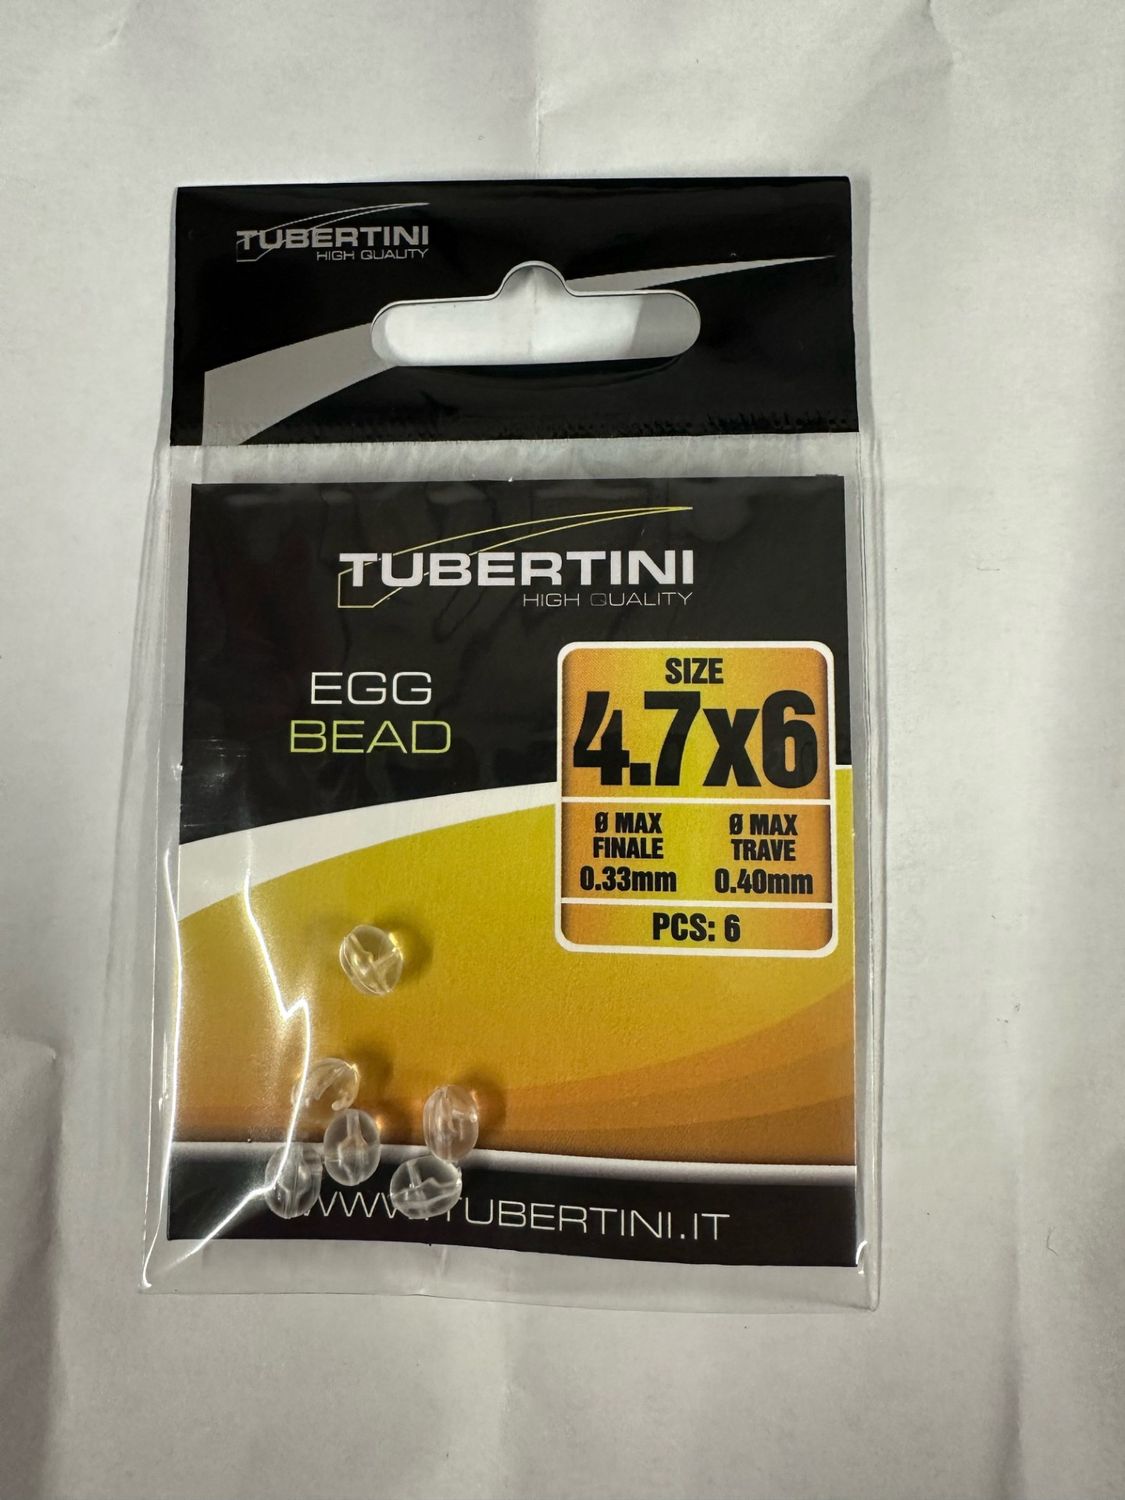 TUBERTINI
HIGH QUALITY
TUBERTINI
HIGH QUALITY
EGG
BEAD
SIZE
4.7x6
Ø MAX
FINALE
0.33mm
Ø MAX
TRAVE
0.40mm
PCS: 6
WWW.TUBERTINI.IT